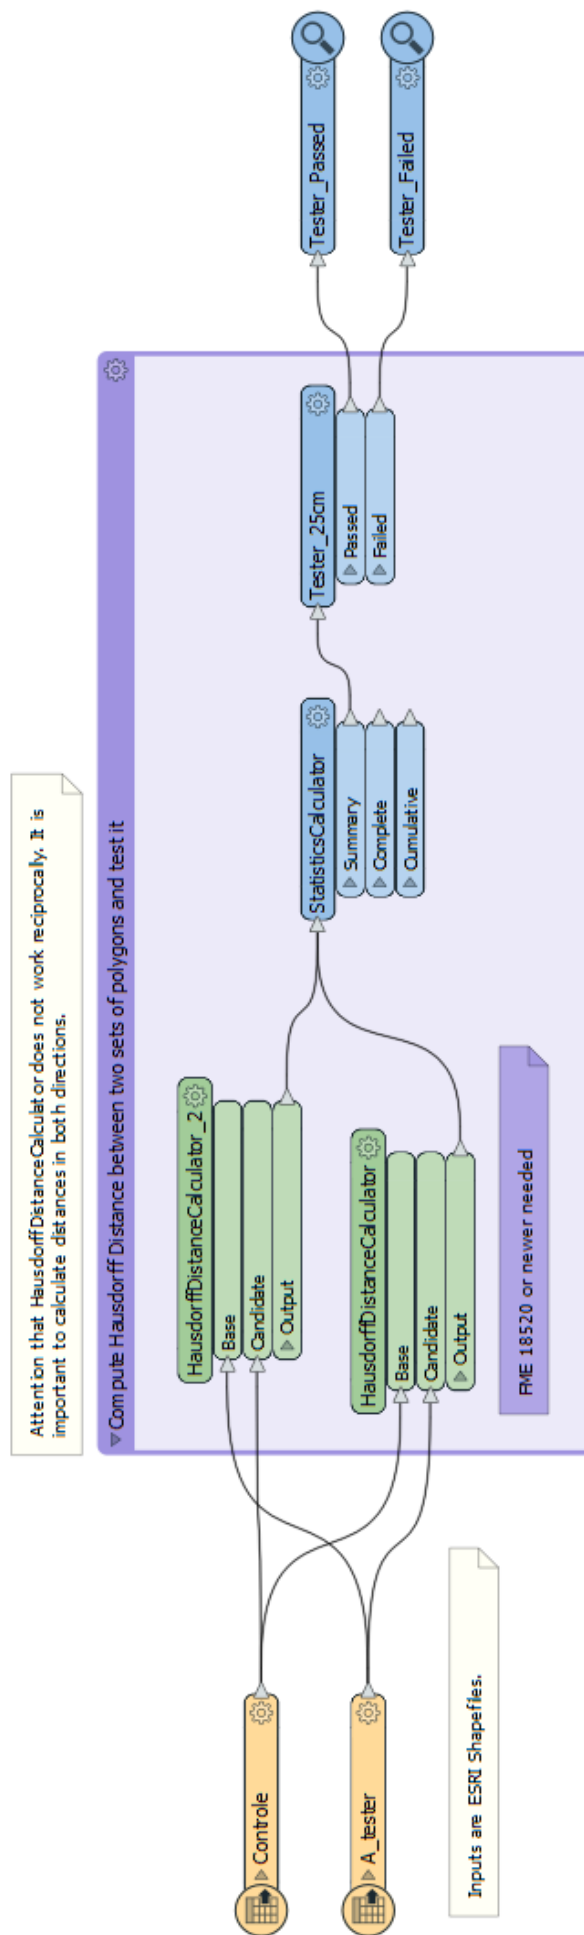 Attention that HausdorffDistanceCalculator does not work reciprocally. It is
important to calculate distances in both directions.
Compute Hausdorff Distance between two sets of polygons and test it
Controle
A_tester
Inputs are ESRI Shapefiles.
HausdorffDistanceCalculator_2
Base
Candidate
Output
HausdorffDistanceCalculator
Base
Candidate
Output
FME 18520 or newer needed
StatisticsCalculator
Summary
Complete
Cumulative
Tester_25cm
Passed
Failed
Tester_Passed
Tester_Failed